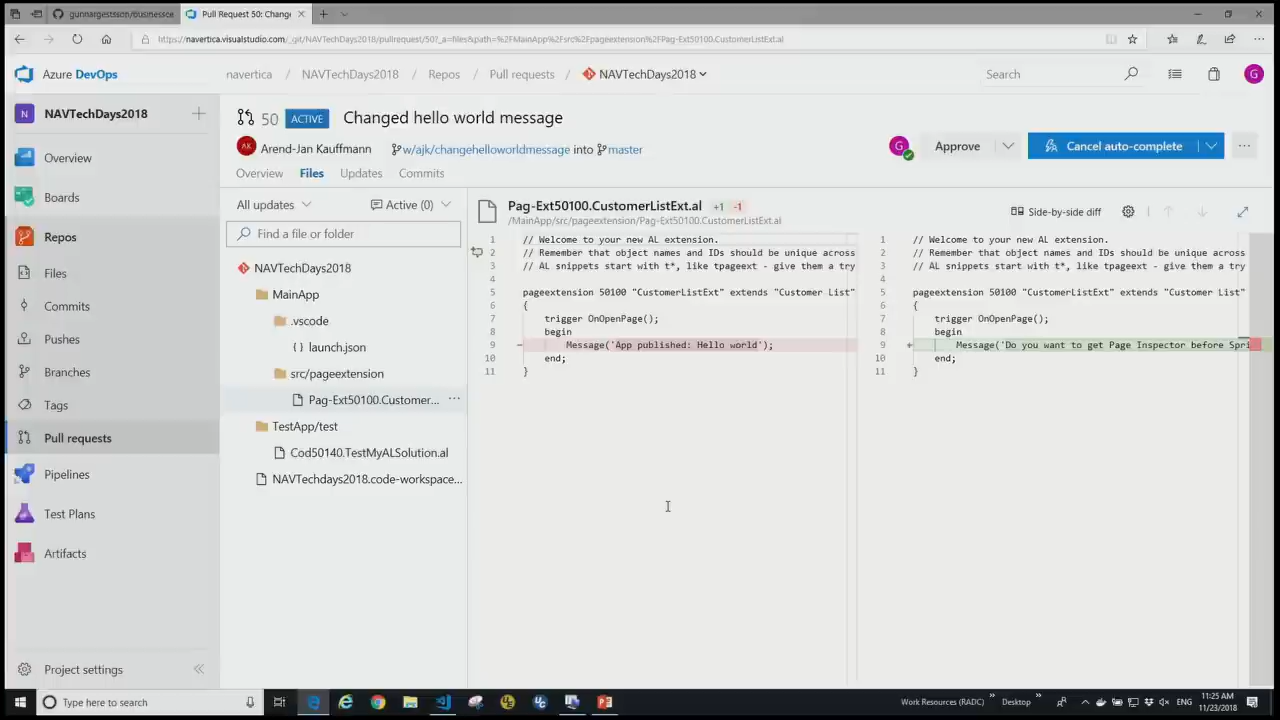 gunnargestsson/businessce
Pull Request 50: Chang
https://navertica.visualstudio.com/_git/NAVTechDays2018/pullrequest/50?_a=files&path=%2FMainApp%2Fsrc%2Fpageextension%2FPag-Ext50100.CustomerListExt.al
Azure DevOps
navertica / NAVTechDays2018 / Repos / Pull requests / NAVTechDays2018
Search
G
N NAVTechDays2018
Overview
Boards
Repos
Files
Commits
Pushes
Branches
Tags
Pull requests
Pipelines
Test Plans
Artifacts
Project settings
50 ACTIVE Changed hello world message
AK Arend-Jan Kauffmann w/ajk/changehelloworldmessage into master
G Approve Cancel auto-complete
Overview Files Updates Commits
All updates Active (0)
Find a file or folder
NAVTechDays2018
MainApp
.vscode
{ } launch.json
src/pageextension
Pag-Ext50100.Customer...
TestApp/test
Cod50140.TestMyALSolution.al
NAVTechdays2018.code-workspace...
Pag-Ext50100.CustomerListExt.al +1 -1
/MainApp/src/pageextension/Pag-Ext50100.CustomerListExt.al
Side-by-side diff
1 // Welcome to your new AL extension.
2 // Remember that object names and IDs should be unique across
3 // AL snippets start with t*, like tpageext - give them a try
4
5 pageextension 50100 "CustomerListExt" extends "Customer List"
6 {
7 trigger OnOpenPage();
8 begin
9 - Message('App published: Hello world');
10 end;
11 }
1 // Welcome to your new AL extension.
2 // Remember that object names and IDs should be unique across
3 // AL snippets start with t*, like tpageext - give them a try
4
5 pageextension 50100 "CustomerListExt" extends "Customer List"
6 {
7 trigger OnOpenPage();
8 begin
9 + Message('Do you want to get Page Inspector before Spri
10 end;
11 }
Type here to search
Work Resources (RADC)
Desktop
ENG
11:25 AM
11/23/2018